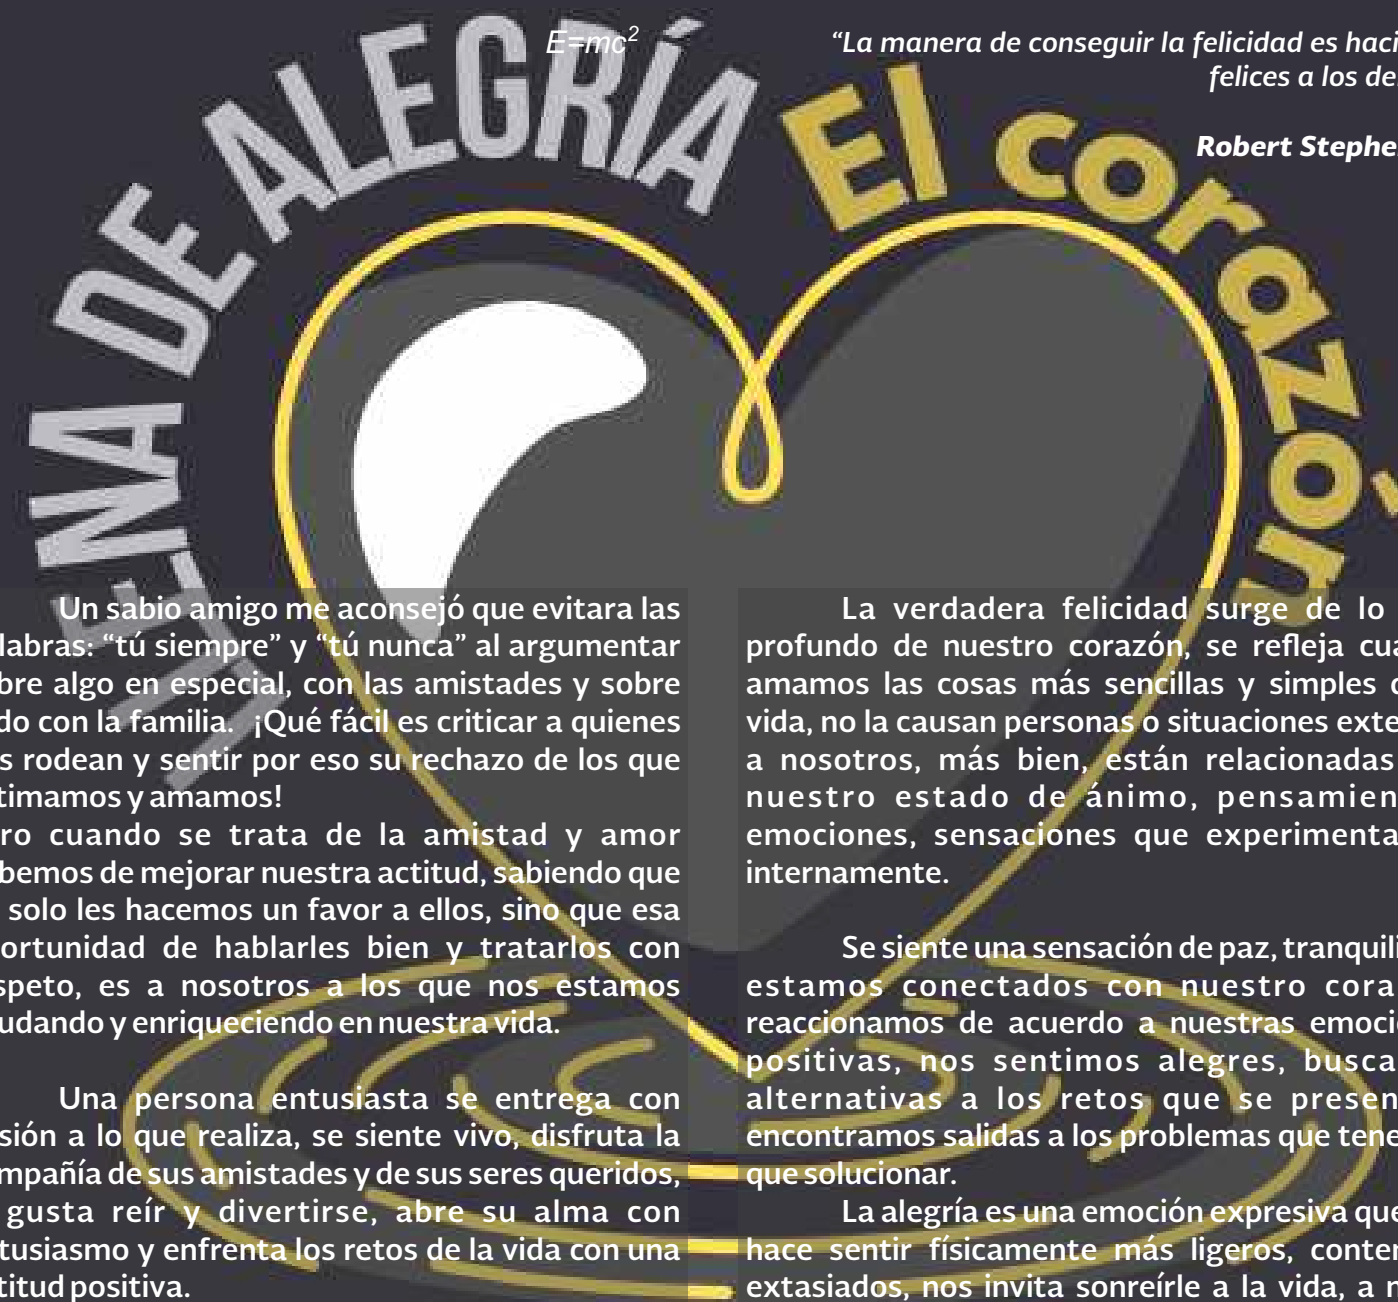 E=mc²
“La manera de conseguir la felicidad es haci
felices a los de
Robert Stephe
El corazón
LLENA DE ALEGRÍA
Un sabio amigo me aconsejó que evitara las
labras: “tú siempre” y “tú nunca” al argumentar
bre algo en especial, con las amistades y sobre
do con la familia. ¡Qué fácil es criticar a quienes
s rodean y sentir por eso su rechazo de los que
timamos y amamos!
ro cuando se trata de la amistad y amor
bemos de mejorar nuestra actitud, sabiendo que
solo les hacemos un favor a ellos, sino que esa
ortunidad de hablarles bien y tratarlos con
speto, es a nosotros a los que nos estamos
udando y enriqueciendo en nuestra vida.
Una persona entusiasta se entrega con
sión a lo que realiza, se siente vivo, disfruta la
mpañía de sus amistades y de sus seres queridos,
gusta reír y divertirse, abre su alma con
tusiasmo y enfrenta los retos de la vida con una
titud positiva.
La verdadera felicidad surge de lo
profundo de nuestro corazón, se refleja cua
amamos las cosas más sencillas y simples d
vida, no la causan personas o situaciones exte
a nosotros, más bien, están relacionadas
nuestro estado de ánimo, pensamien
emociones, sensaciones que experimenta
internamente.
Se siente una sensación de paz, tranquili
estamos conectados con nuestro cora
reaccionamos de acuerdo a nuestras emoci
positivas, nos sentimos alegres, busca
alternativas a los retos que se presen
encontramos salidas a los problemas que tene
que solucionar.
La alegría es una emoción expresiva que
hace sentir físicamente más ligeros, conten
extasiados, nos invita sonreírle a la vida, a n